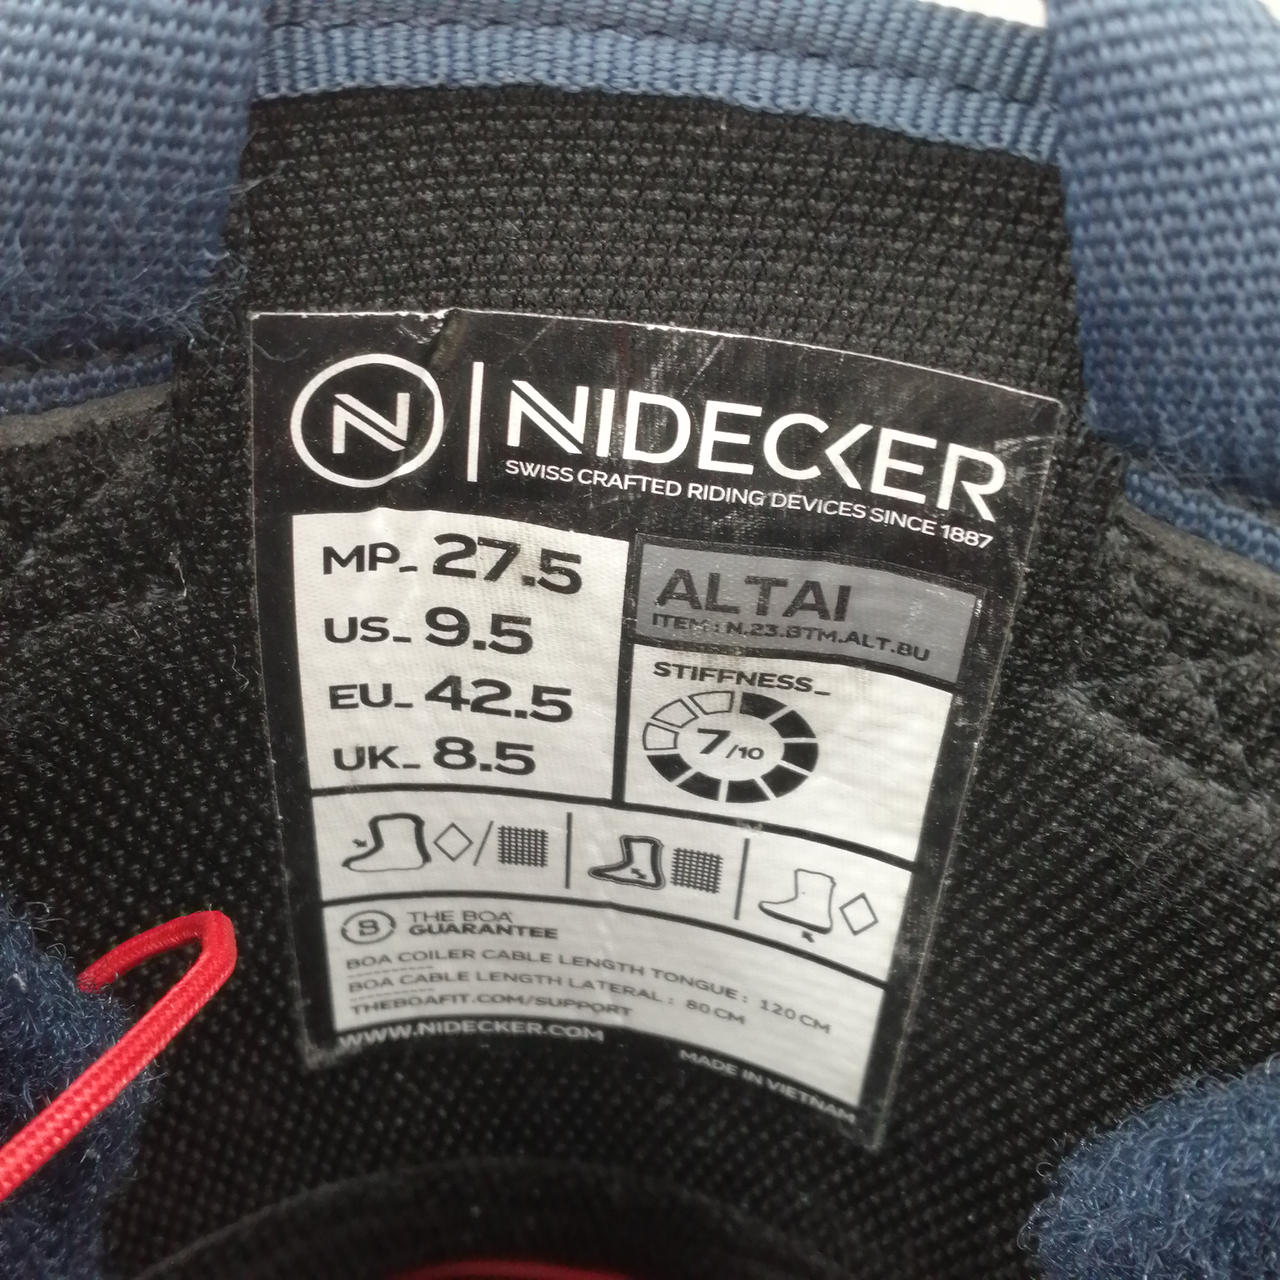 N | NIDECKER
SWISS CRAFTED RIDING DEVICES SINCE 1887
MP_ 27.5
US_ 9.5
EU_ 42.5
UK_ 8.5
ALTAI
ITEM : N.23.BTM.ALT.BU
STIFFNESS_
7/10
THE BOA
GUARANTEE
BOA COILER CABLE LENGTH TONGUE : 120 CM
BOA CABLE LENGTH LATERAL : 80 CM
THEBOAFIT.COM/SUPPORT
WWW.NIDECKER.COM
MADE IN VIETNAM